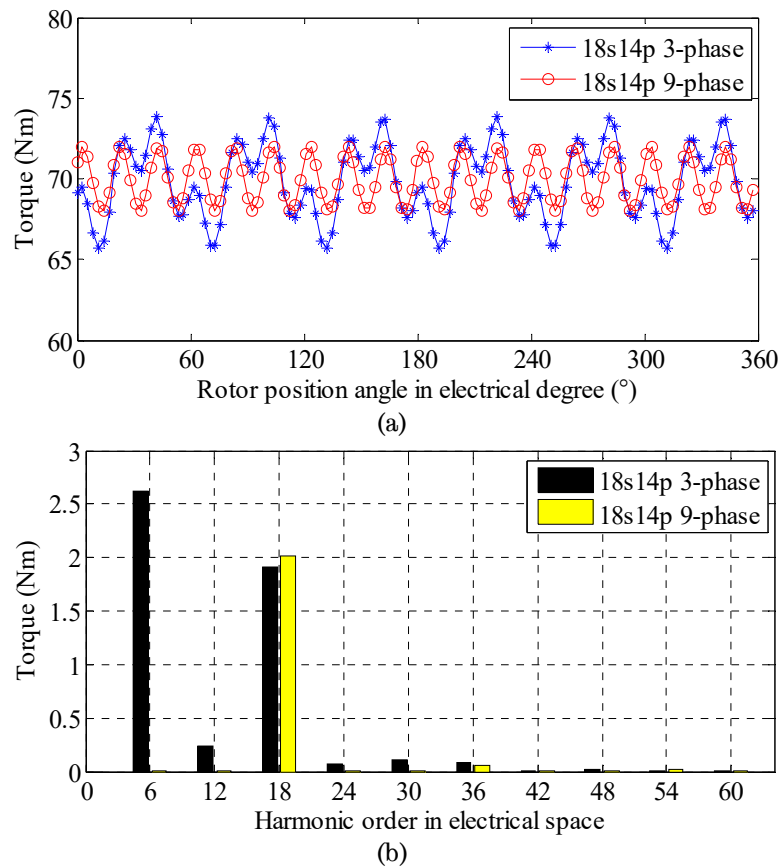 80
75
70
65
60
Torque (Nm)
18s14p 3-phase
18s14p 9-phase
0 60 120 180 240 300 360
Rotor position angle in electrical degree (°)
(a)
3
2.5
2
1.5
1
0.5
0
Torque (Nm)
18s14p 3-phase
18s14p 9-phase
0 6 12 18 24 30 36 42 48 54 60
Harmonic order in electrical space
(b)